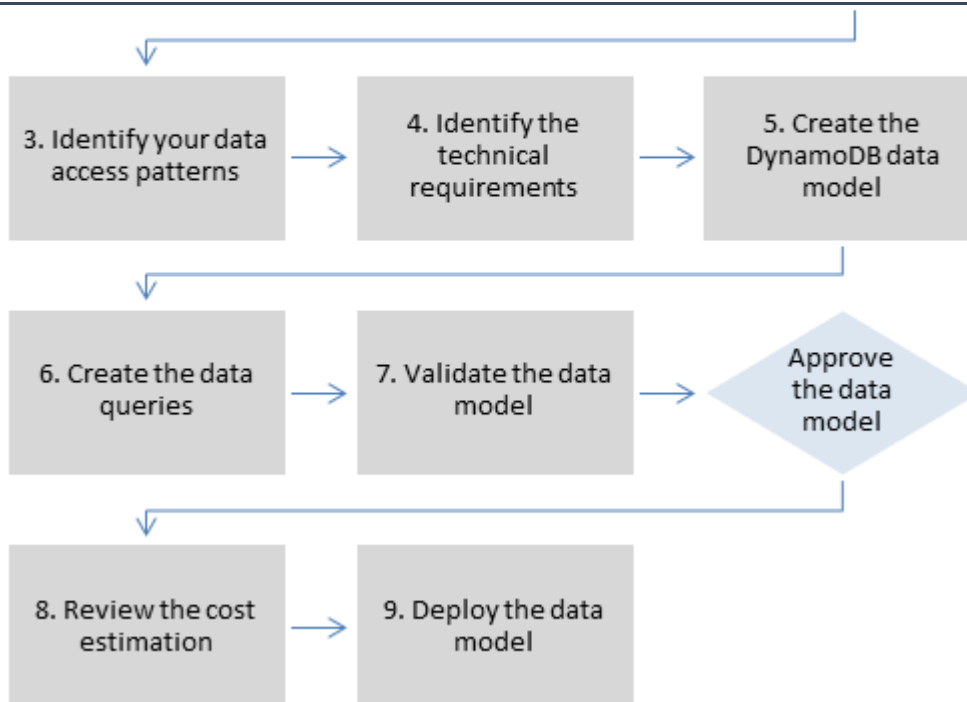 3. Identify your data
access patterns
4. Identify the
technical
requirements
5. Create the
DynamoDB data
model
6. Create the data
queries
7. Validate the data
model
Approve
the data
model
8. Review the cost
estimation
9. Deploy the data
model